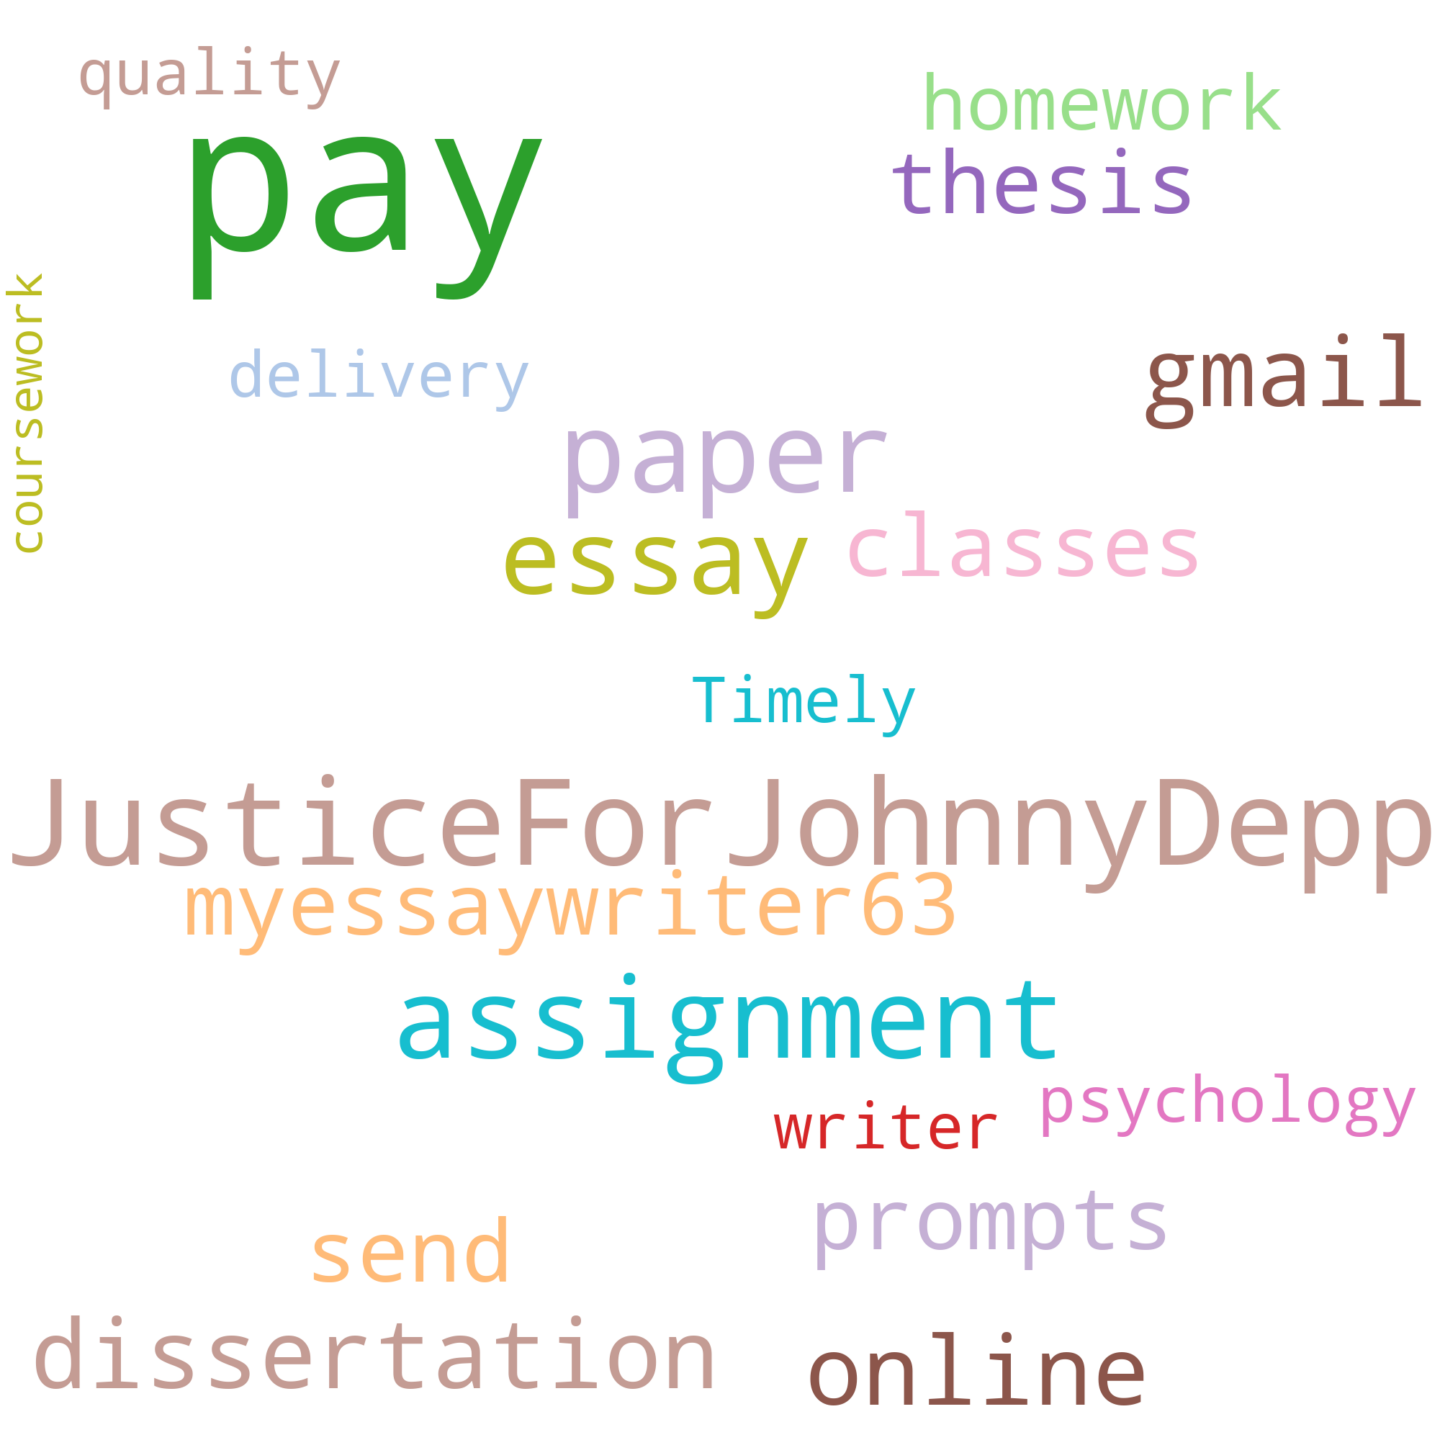 quality
homework
pay
thesis
coursework
delivery
gmail
paper
essay classes
Timely
JusticeForJohnnyDepp
myessaywriter63
assignment
psychology
writer
prompts
send
dissertation
online